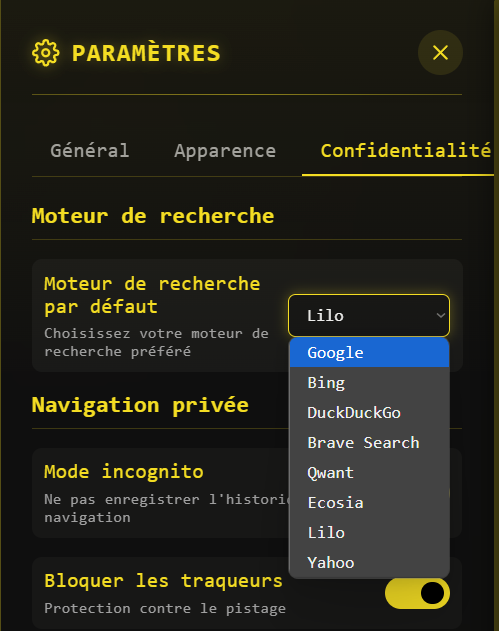 PARAMÈTRES
Général Apparence Confidentialité
Moteur de recherche
Moteur de recherche
par défaut
Choisissez votre moteur de
recherche préféré
Lilo
Google
Bing
DuckDuckGo
Brave Search
Qwant
Ecosia
Lilo
Yahoo
Navigation privée
Mode incognito
Ne pas enregistrer
navigation
Bloquer les traqueurs
Protection contre le pistage